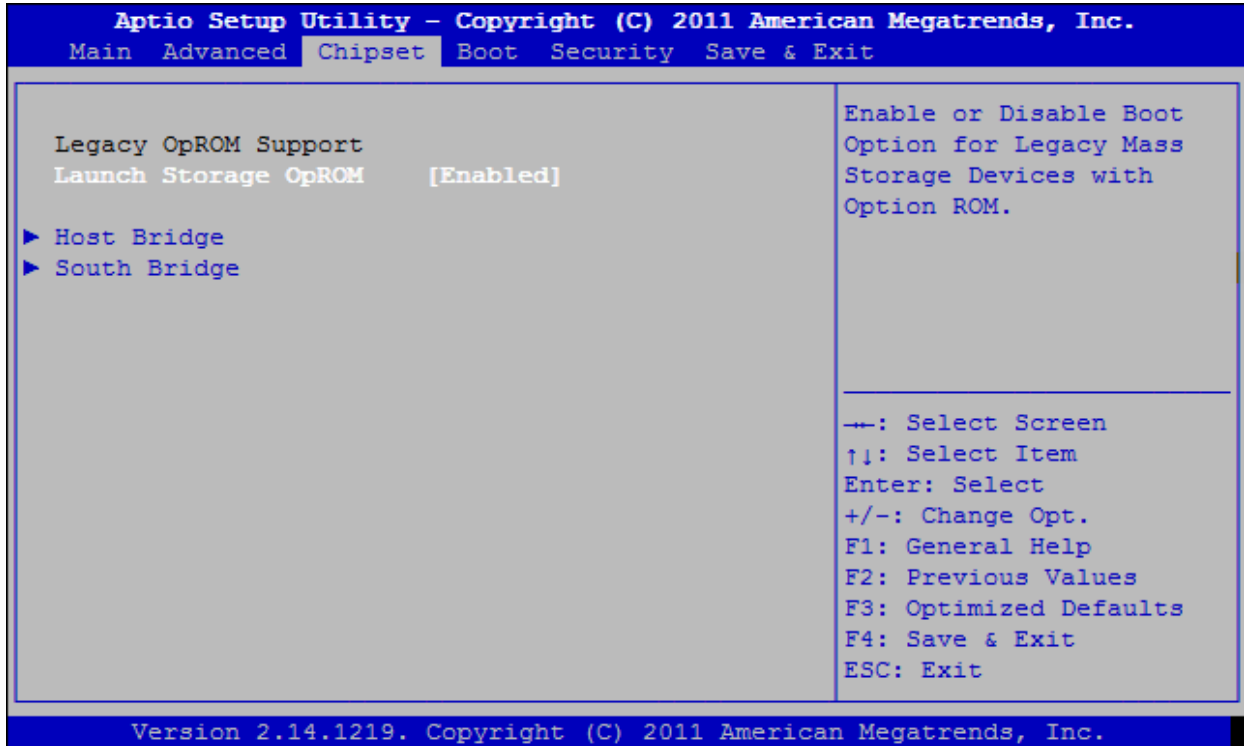 Aptio Setup Utility – Copyright (C) 2011 American Megatrends, Inc.
Main Advanced Chipset Boot Security Save & Exit
Legacy OpROM Support
Launch Storage OpROM [Enabled]
► Host Bridge
► South Bridge
Enable or Disable Boot
Option for Legacy Mass
Storage Devices with
Option ROM.
→←: Select Screen
↑↓: Select Item
Enter: Select
+/-: Change Opt.
F1: General Help
F2: Previous Values
F3: Optimized Defaults
F4: Save & Exit
ESC: Exit
Version 2.14.1219. Copyright (C) 2011 American Megatrends, Inc.